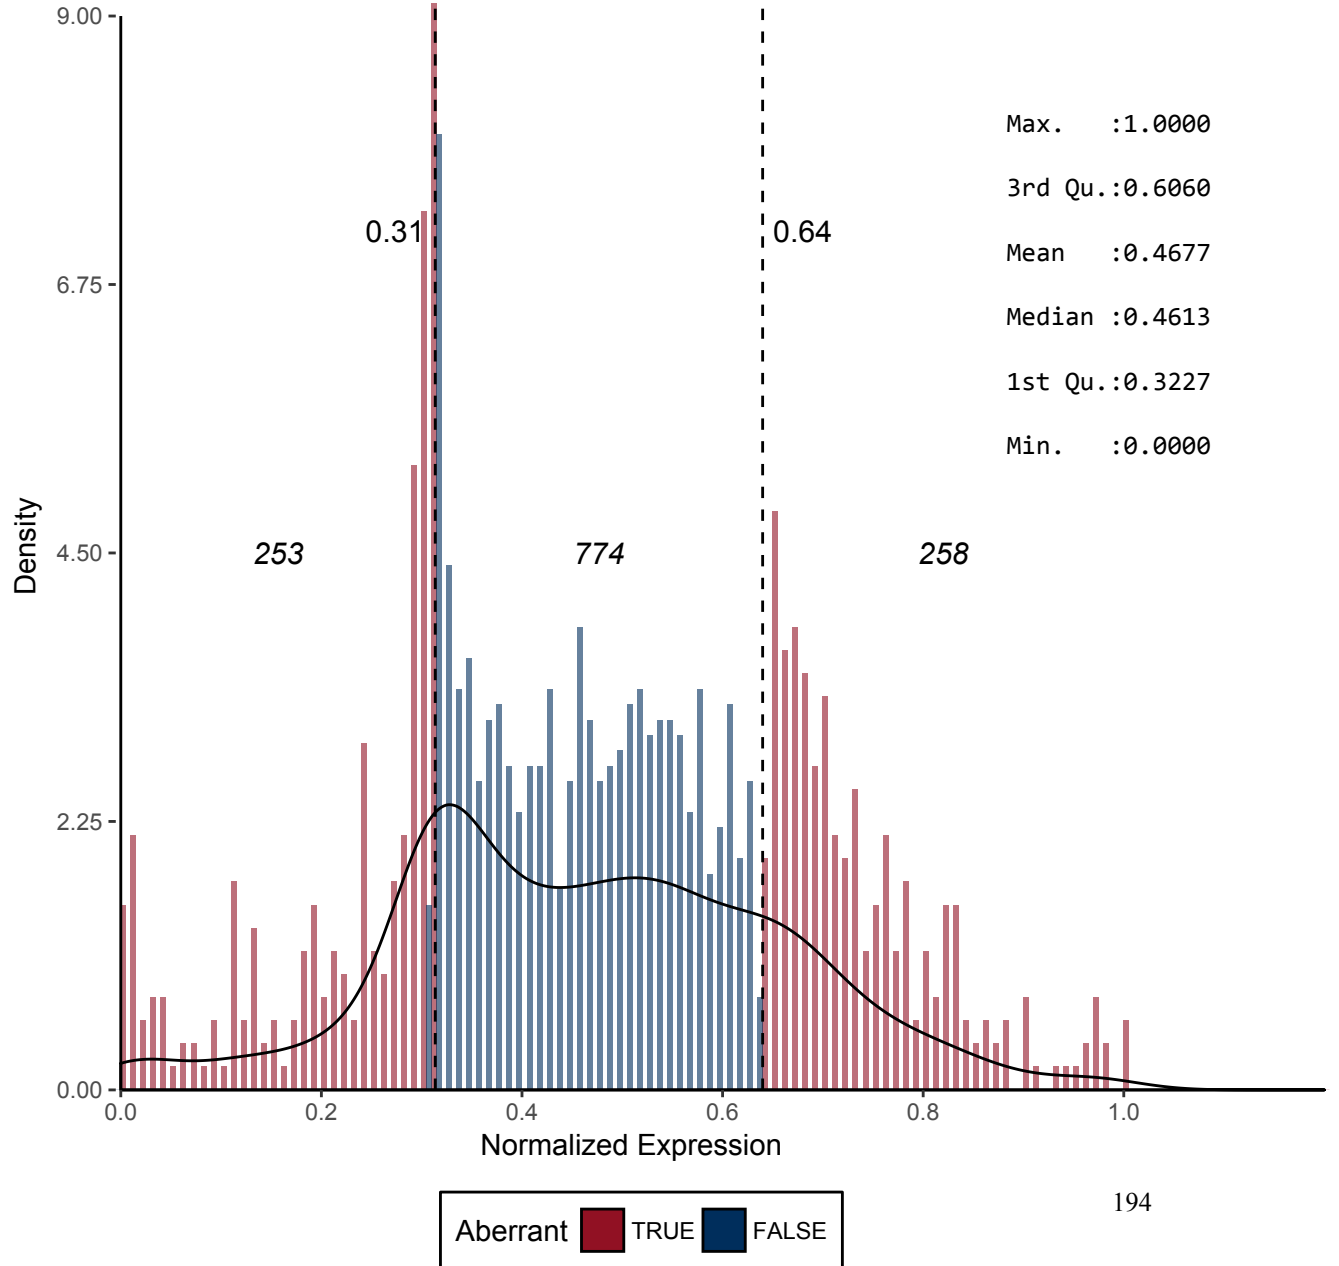 9.00
Max. :1.0000
3rd Qu.:0.6060
0.31
0.64
Mean :0.4677
6.75
Median :0.4613
1st Qu.:0.3227
Min. :0.0000
Density
4.50
253
774
258
2.25
0.00
0.0 0.2 0.4 0.6 0.8 1.0
Normalized Expression
194
Aberrant TRUE FALSE